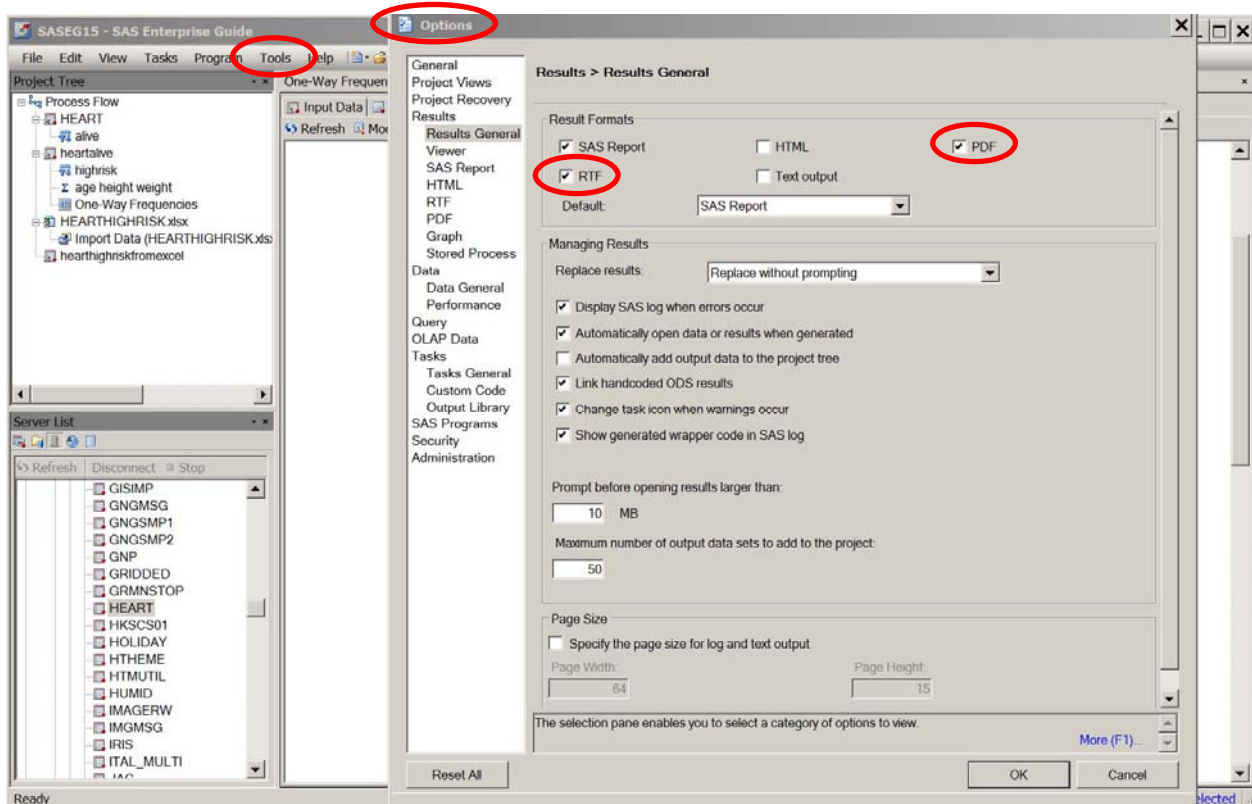 SASEG15 - SAS Enterprise Guide
File Edit View Tasks Program Tools Help
Project Tree
Process Flow
HEART
alive
heartalive
highrisk
age height weight
One-Way Frequencies
HEARTHIGHRISK.xlsx
Import Data (HEARTHIGHRISK.xls
hearthighriskfromexcel
Server List
Refresh Disconnect Stop
GISIMP
GNGMSG
GNGSMP1
GNGSMP2
GNP
GRIDDED
GRMNSTOP
HEART
HKSCS01
HOLIDAY
HTHEME
HTMUTIL
HUMID
IMAGERW
IMGMSG
IRIS
ITAL_MULTI
Ready
One-Way Frequen
Input Data
Refresh Mo
Options
General
Project Views
Project Recovery
Results
Results General
Viewer
SAS Report
HTML
RTF
PDF
Graph
Stored Process
Data
Data General
Performance
Query
OLAP Data
Tasks
Tasks General
Custom Code
Output Library
SAS Programs
Security
Administration
Results > Results General
Result Formats
SAS Report HTML PDF
RTF Text output
Default: SAS Report
Managing Results
Replace results: Replace without prompting
Display SAS log when errors occur
Automatically open data or results when generated
Automatically add output data to the project tree
Link handcoded ODS results
Change task icon when warnings occur
Show generated wrapper code in SAS log
Prompt before opening results larger than:
10 MB
Maximum number of output data sets to add to the project:
50
Page Size
Specify the page size for log and text output
Page Width: Page Height:
64 15
The selection pane enables you to select a category of options to view.
More (F1)...
Reset All OK Cancel
elected